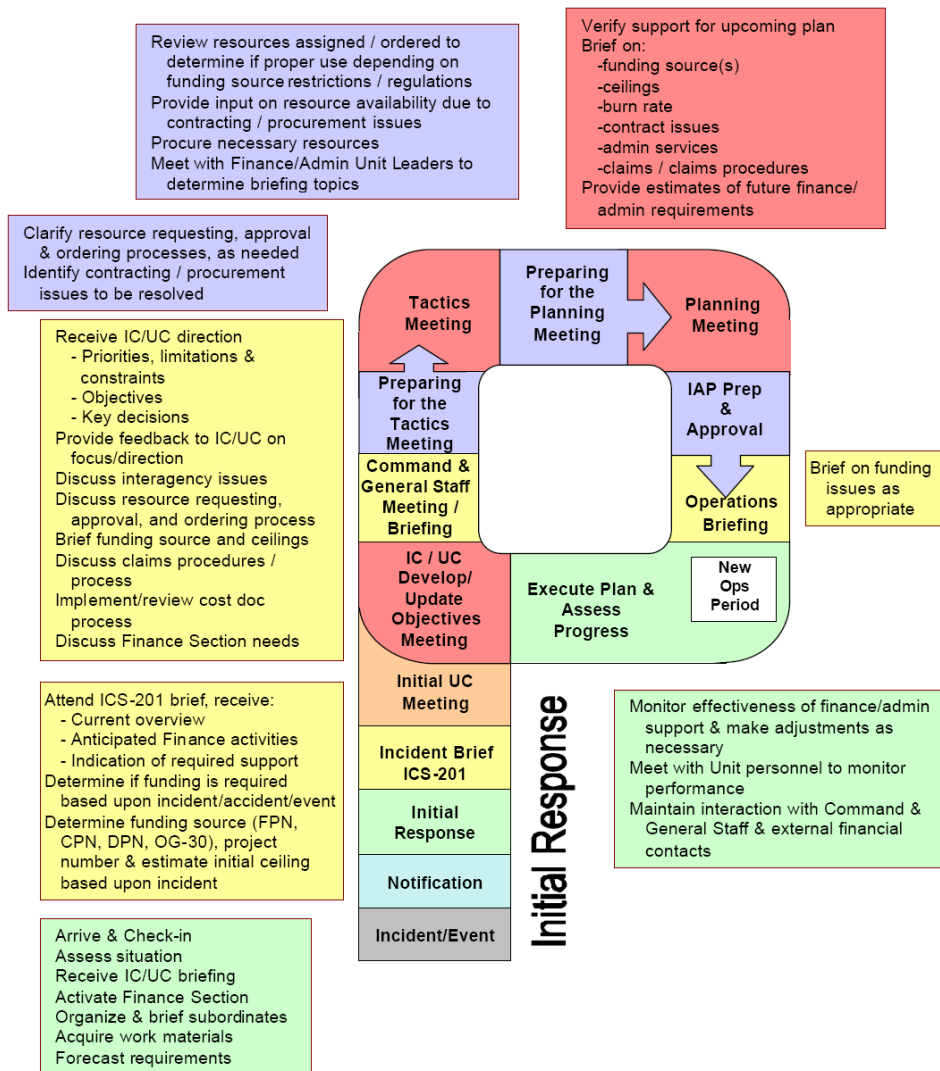 Review resources assigned / ordered to
determine if proper use depending on
funding source restrictions / regulations
Provide input on resource availability due to
contracting / procurement issues
Procure necessary resources
Meet with Finance/Admin Unit Leaders to
determine briefing topics
Verify support for upcoming plan
Brief on:
-funding source(s)
-ceilings
-burn rate
-contract issues
-admin services
-claims / claims procedures
Provide estimates of future finance/
admin requirements
Clarify resource requesting, approval
& ordering processes, as needed
Identify contracting / procurement
issues to be resolved
Receive IC/UC direction
- Priorities, limitations &
constraints
- Objectives
- Key decisions
Provide feedback to IC/UC on
focus/direction
Discuss interagency issues
Discuss resource requesting,
approval, and ordering process
Brief funding source and ceilings
Discuss claims procedures /
process
Implement/review cost doc
process
Discuss Finance Section needs
Tactics
Meeting
Preparing
for the
Planning
Meeting
Planning
Meeting
Preparing
for the
Tactics
Meeting
IAP Prep
&
Approval
Command &
General Staff
Meeting /
Briefing
Operations
Briefing
Brief on funding
issues as
appropriate
IC / UC
Develop/
Update
Objectives
Meeting
Execute Plan &
Assess
Progress
New
Ops
Period
Initial UC
Meeting
Incident Brief
ICS-201
Initial
Response
Notification
Incident/Event
Initial Response
Attend ICS-201 brief, receive:
- Current overview
- Anticipated Finance activities
- Indication of required support
Determine if funding is required
based upon incident/accident/event
Determine funding source (FPN,
CPN, DPN, OG-30), project
number & estimate initial ceiling
based upon incident
Monitor effectiveness of finance/admin
support & make adjustments as
necessary
Meet with Unit personnel to monitor
performance
Maintain interaction with Command &
General Staff & external financial
contacts
Arrive & Check-in
Assess situation
Receive IC/UC briefing
Activate Finance Section
Organize & brief subordinates
Acquire work materials
Forecast requirements